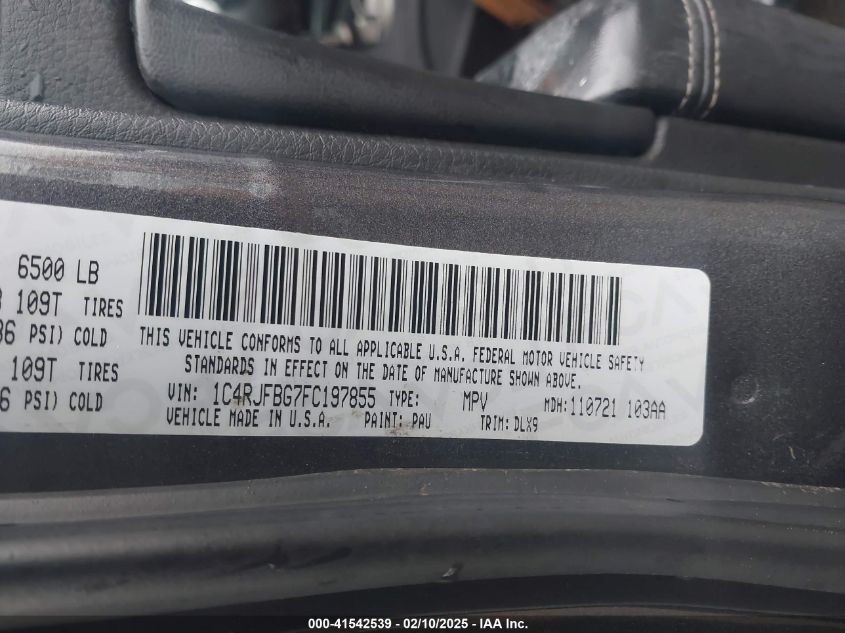 6500 LB
109T TIRES
PSI) COLD
109T TIRES
PSI) COLD
THIS VEHICLE CONFORMS TO ALL APPLICABLE U.S.A. FEDERAL MOTOR VEHICLE SAFETY
STANDARDS IN EFFECT ON THE DATE OF MANUFACTURE SHOWN ABOVE.
VIN: 1C4RJFBG7FC197855 TYPE: MPV MDH:110721 103AA
VEHICLE MADE IN U.S.A. PAINT: PAU TRIM: DLX9
000-41542539 - 02/10/2025 - IAA Inc.